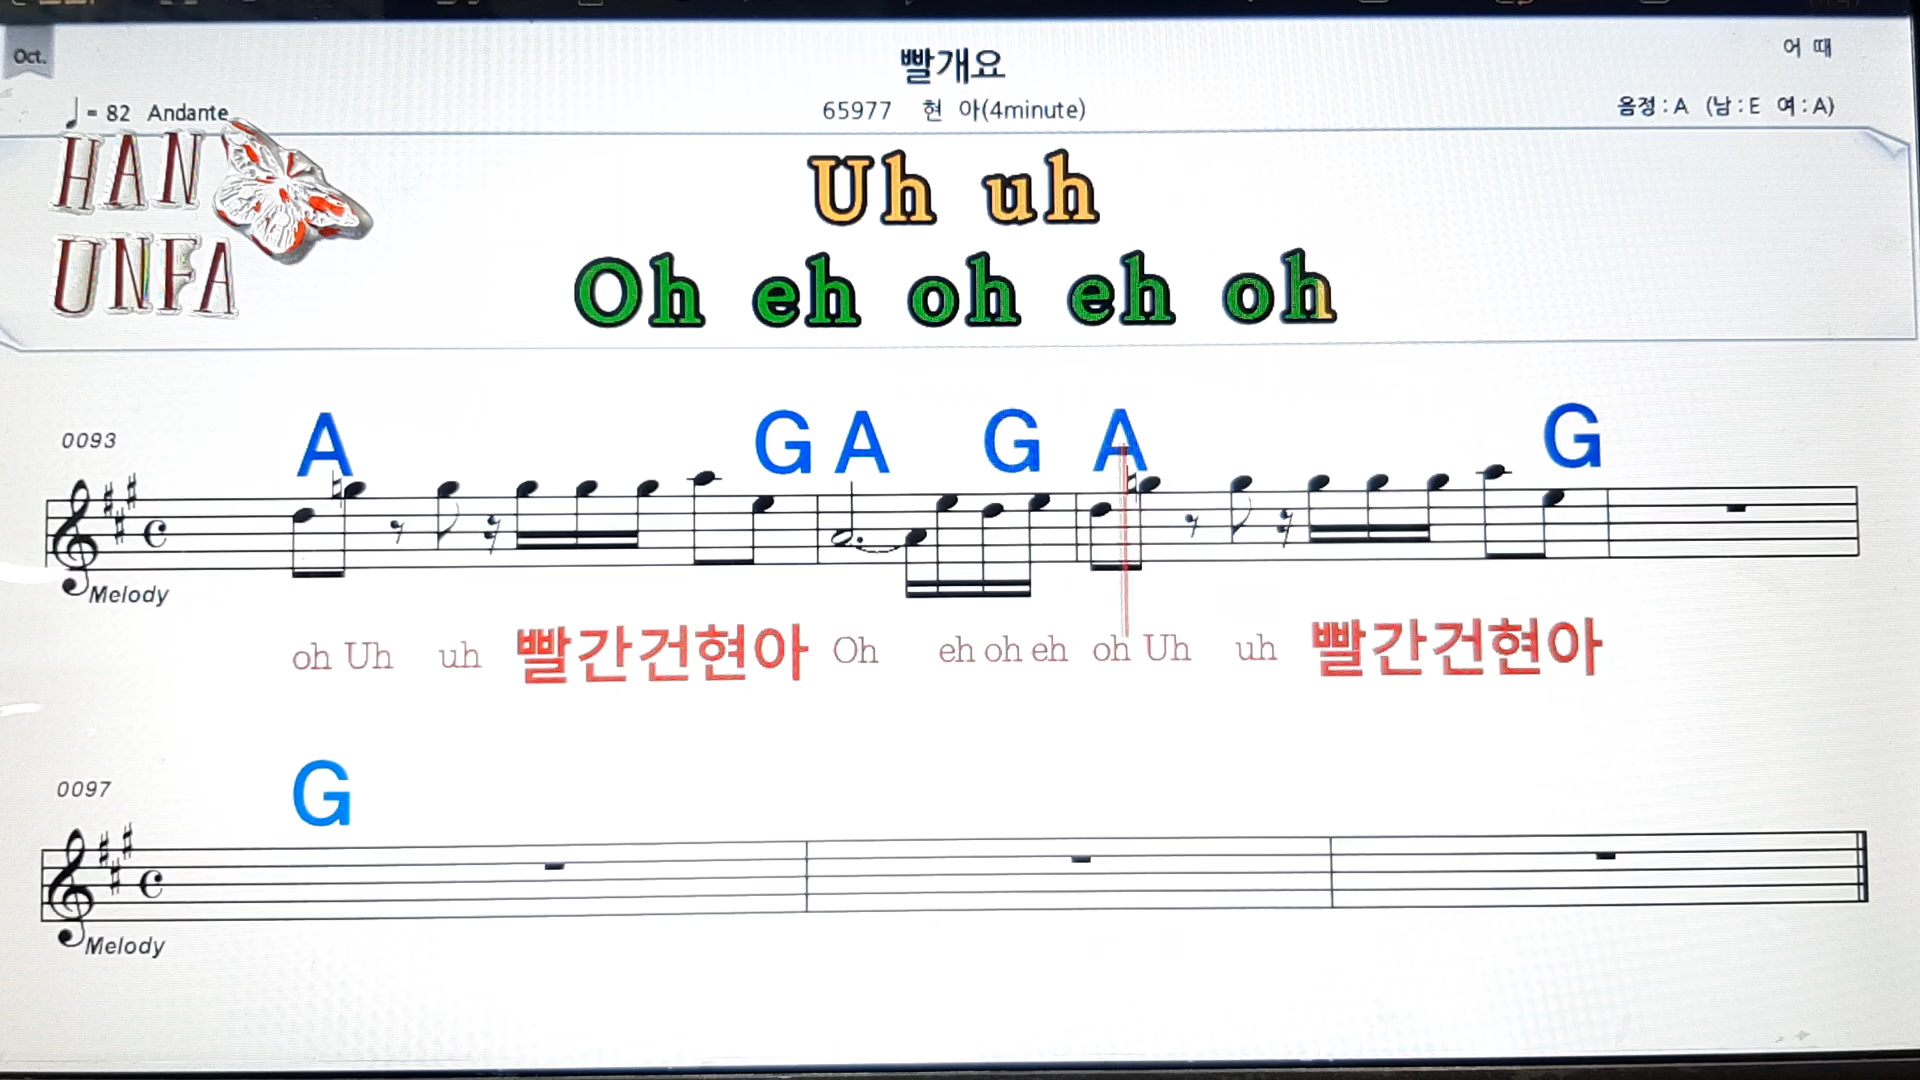 Oct.
빨개요
어 때
= 82 Andante
65977 현 아(4minute)
음정 : A (남 : E 여 : A)
HAN
UNFA
Uh uh
Oh eh oh eh oh
0093
A G A G A G
Melody
oh Uh uh 빨간건현아 Oh eh oh eh oh Uh uh 빨간건현아
0097
G
Melody